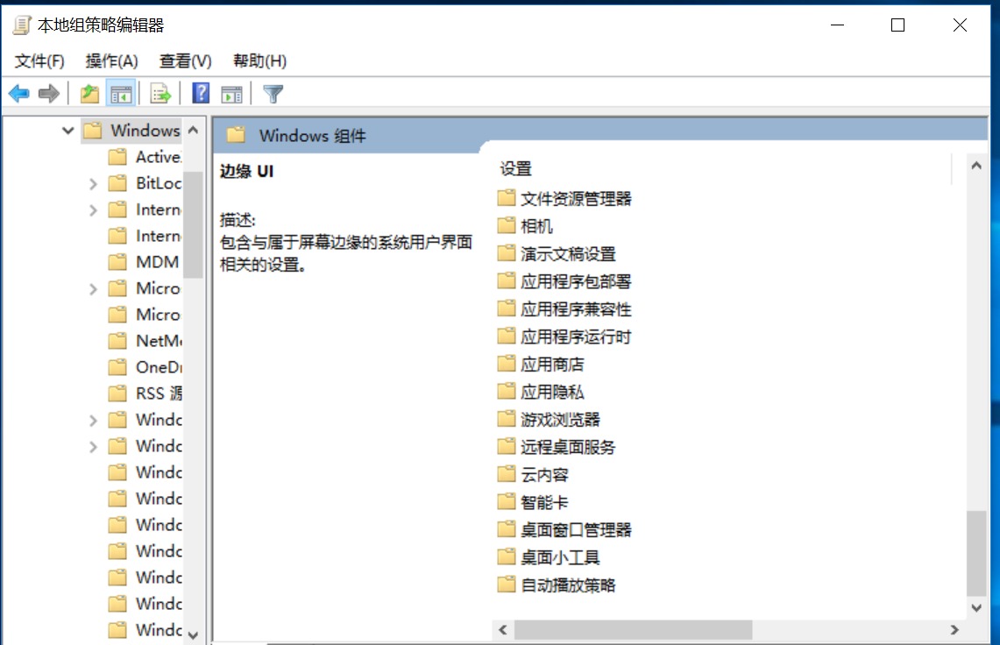 本地组策略编辑器
文件(F) 操作(A) 查看(V) 帮助(H)
Windows
Active
BitLoc
Intern
Intern
MDM
Micro
Micro
NetMe
OneDr
RSS 源
Windo
Windo
Windo
Windo
Windo
Windo
Windo
Windo
Windo
Windows 组件
边缘 UI
描述:
包含与属于屏幕边缘的系统用户界面
相关的设置。
设置
文件资源管理器
相机
演示文稿设置
应用程序包部署
应用程序兼容性
应用程序运行时
应用商店
应用隐私
游戏浏览器
远程桌面服务
云内容
智能卡
桌面窗口管理器
桌面小工具
自动播放策略